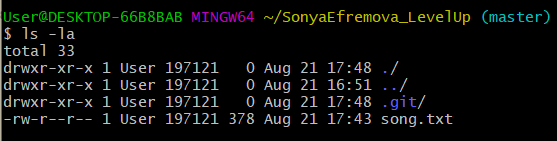 User@DESKTOP-66B8BAB MINGW64 ~/SonyaEfremova_LevelUp (master)
$ ls -la
total 33
drwxr-xr-x 1 User 197121   0 Aug 21 17:48 ./
drwxr-xr-x 1 User 197121   0 Aug 21 16:51 ../
drwxr-xr-x 1 User 197121   0 Aug 21 17:48 .git/
-rw-r--r-- 1 User 197121 378 Aug 21 17:43 song.txt